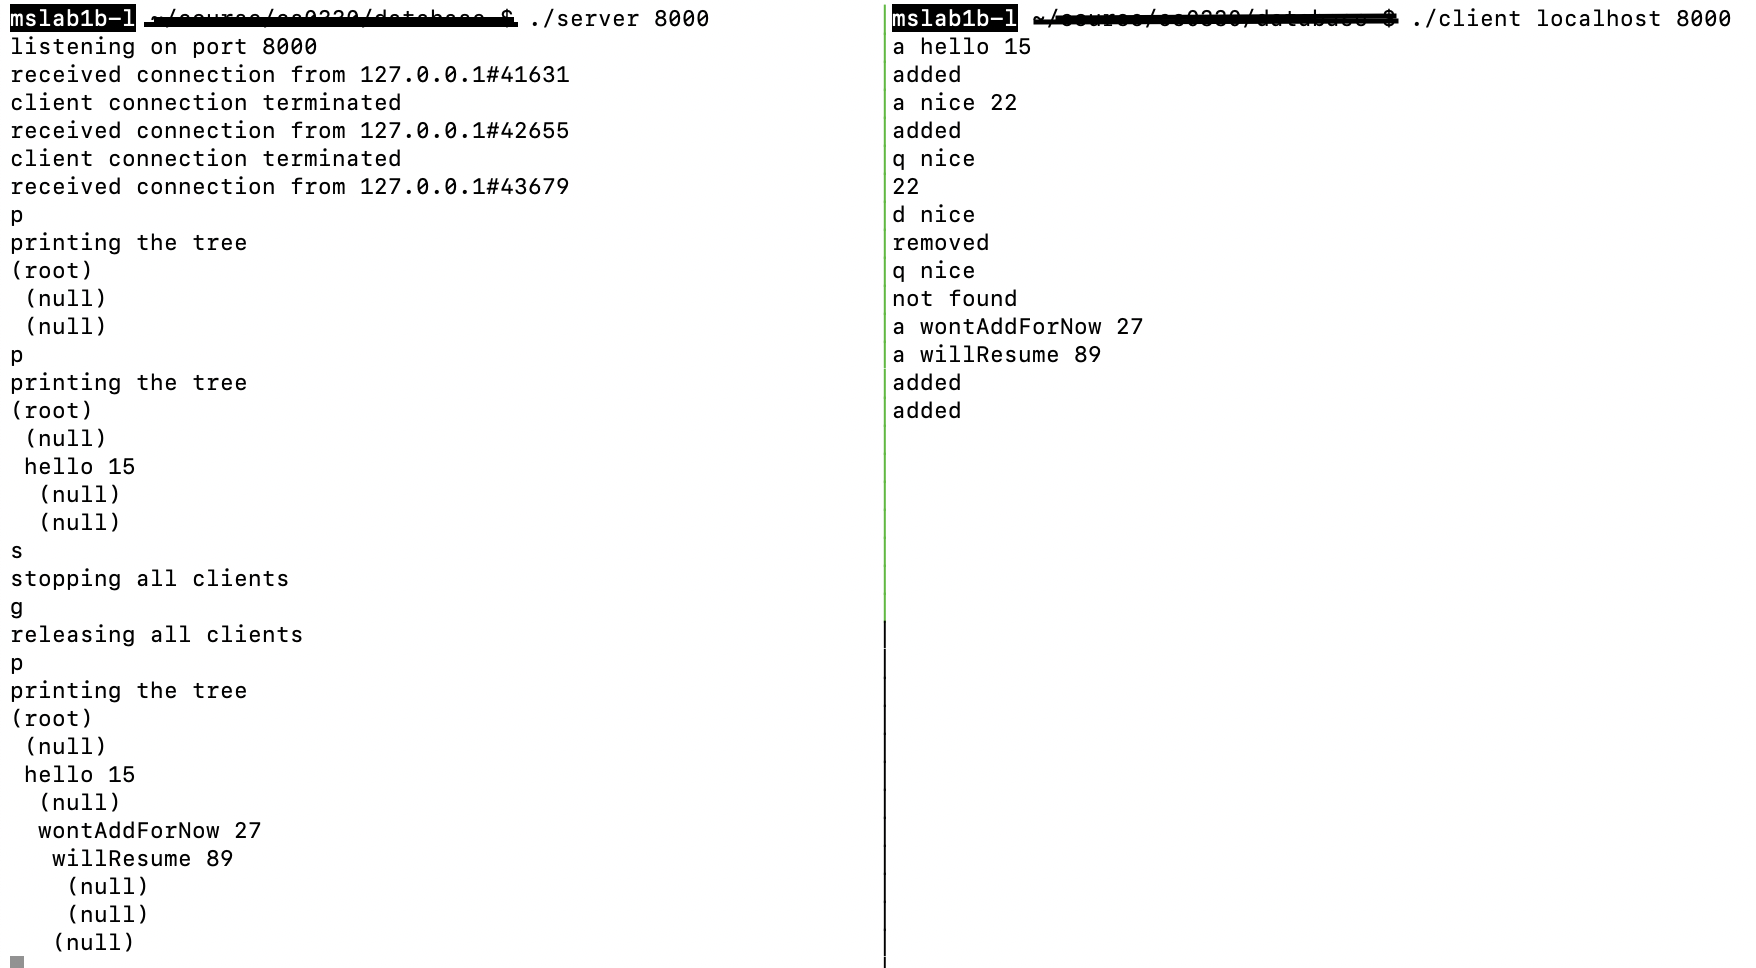 mslab1b-l ./server 8000
listening on port 8000
received connection from 127.0.0.1#41631
client connection terminated
received connection from 127.0.0.1#42655
client connection terminated
received connection from 127.0.0.1#43679
p
printing the tree
(root)
 (null)
 (null)
p
printing the tree
(root)
 (null)
 hello 15
  (null)
  (null)
s
stopping all clients
g
releasing all clients
p
printing the tree
(root)
 (null)
 hello 15
  (null)
  wontAddForNow 27
   willResume 89
    (null)
    (null)
   (null)
mslab1b-l ./client localhost 8000
a hello 15
added
a nice 22
added
q nice
22
d nice
removed
q nice
not found
a wontAddForNow 27
a willResume 89
added
added